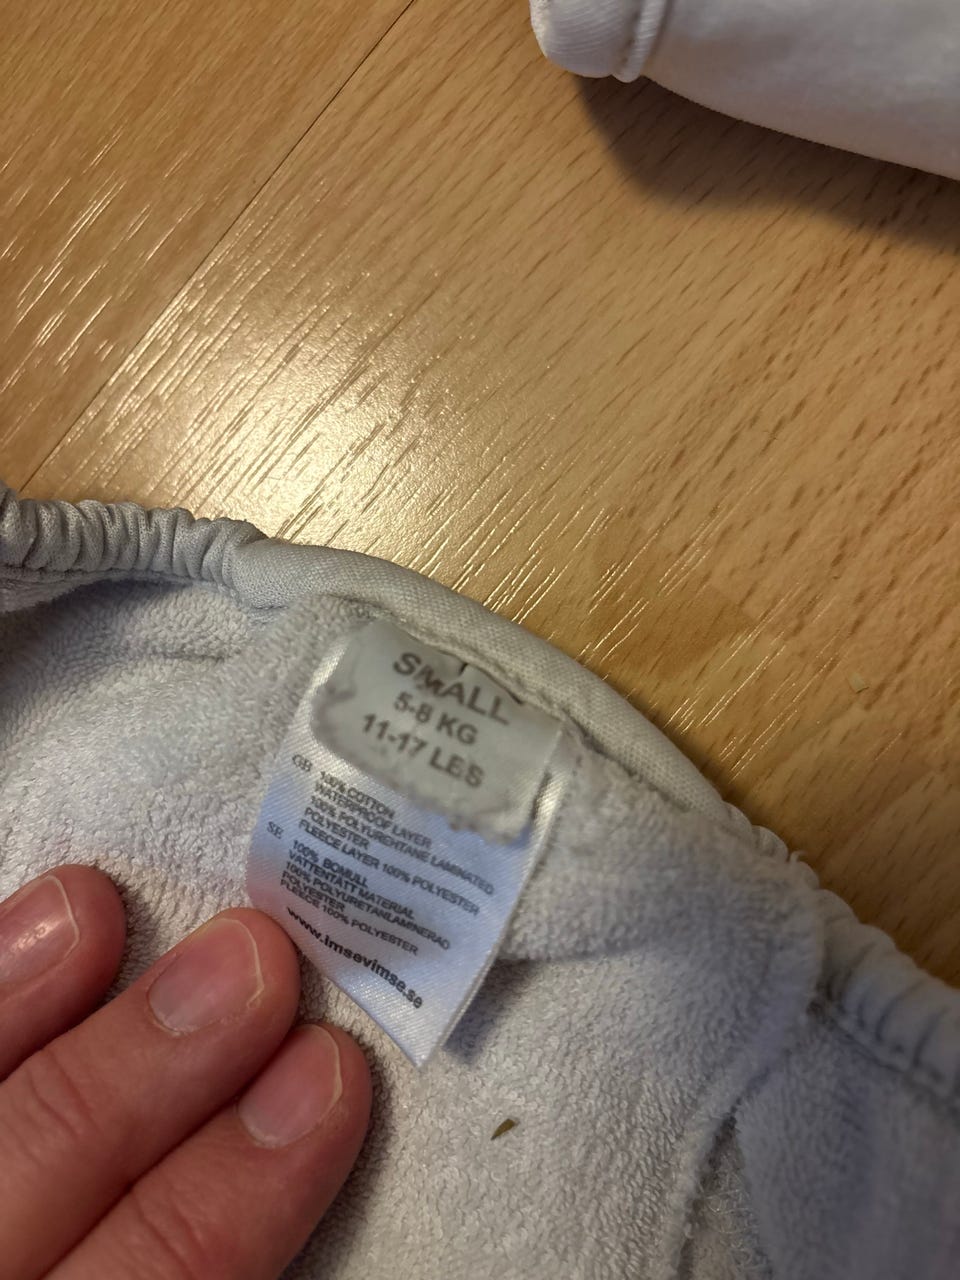 SMALL
5-8 KG
11-17 LBS
GB 100% COTTON
WATERPROOF LAYER
100% POLYUREHTANE LAMINATED
POLYESTER
FLEECE LAYER 100% POLYESTER
SE 100% BOMULL
VATTENTÄTT MATERIAL
100% POLYURETANLAMINERAD
POLYESTER
FLEECE 100% POLYESTER
www.imsevimse.se